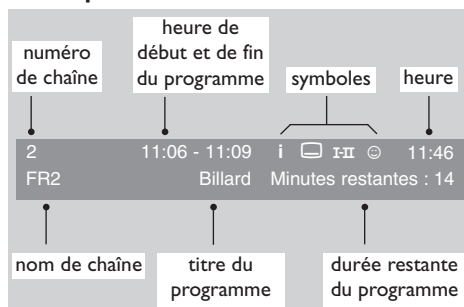 numéro
de chaîne
heure de
début et de fin
du programme
symboles
heure
2 11:06 - 11:09 i I-II ☺ 11:46
FR2 Billard Minutes restantes : 14
nom de chaîne
titre du
programme
durée restante
du programme